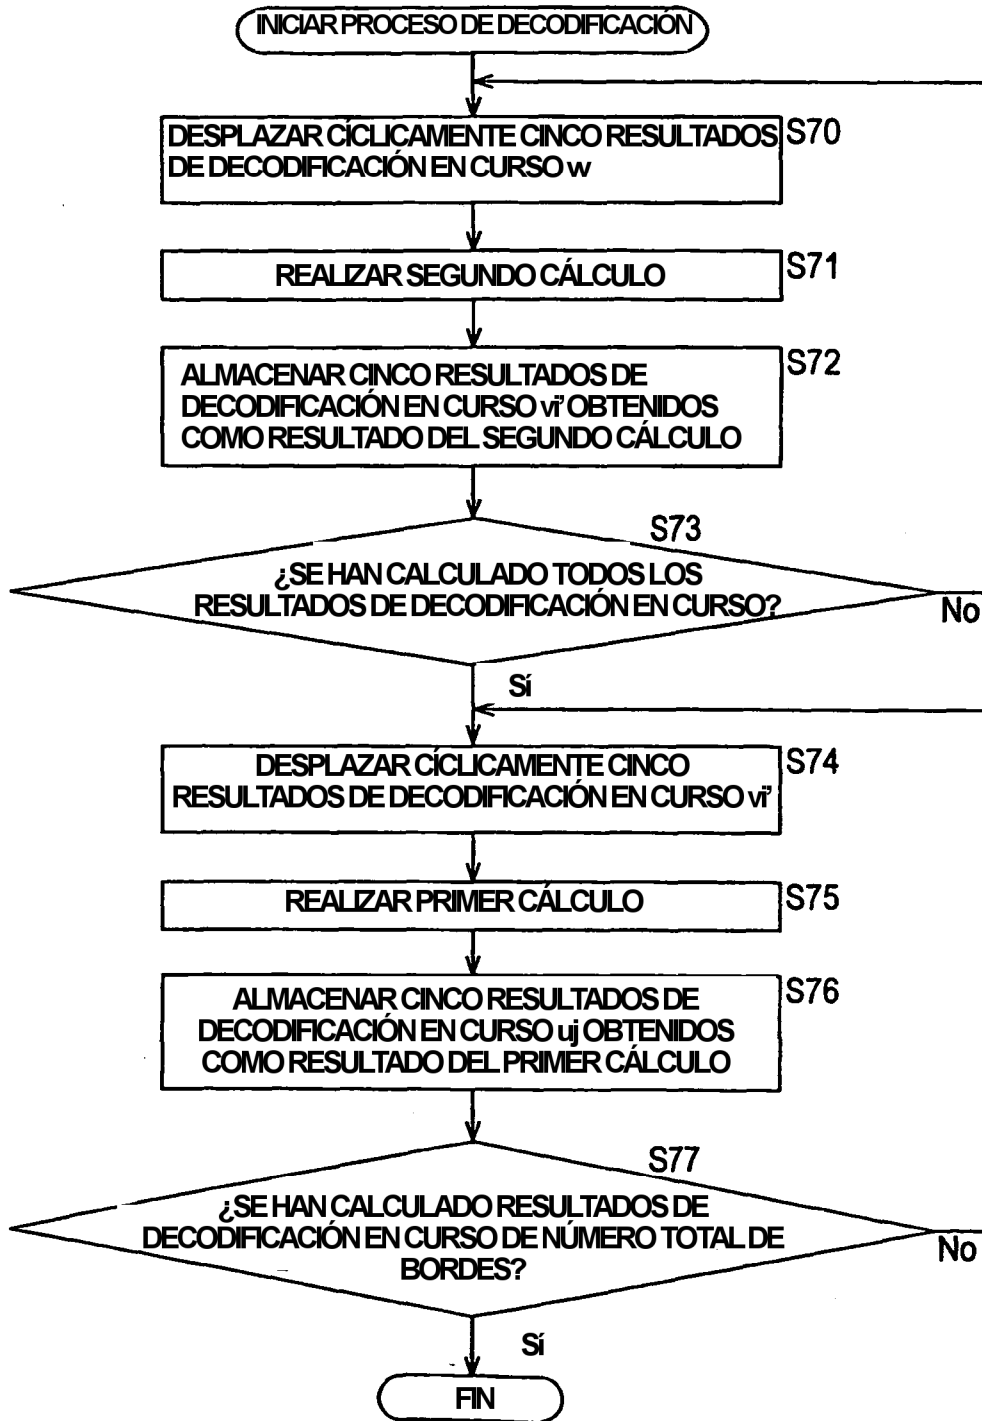 INICIAR PROCESO DE DECODIFICACIÓN
DESPLAZAR CÍCLICAMENTE CINCO RESULTADOS
DE DECODIFICACIÓN EN CURSO w
S70
REALIZAR SEGUNDO CÁLCULO
S71
ALMACENAR CINCO RESULTADOS DE
DECODIFICACIÓN EN CURSO vi' OBTENIDOS
COMO RESULTADO DEL SEGUNDO CÁLCULO
S72
S73
¿SE HAN CALCULADO TODOS LOS
RESULTADOS DE DECODIFICACIÓN EN CURSO?
No
Sí
DESPLAZAR CÍCLICAMENTE CINCO
RESULTADOS DE DECODIFICACIÓN EN CURSO vi'
S74
REALIZAR PRIMER CÁLCULO
S75
ALMACENAR CINCO RESULTADOS DE
DECODIFICACIÓN EN CURSO uj OBTENIDOS
COMO RESULTADO DEL PRIMER CÁLCULO
S76
S77
¿SE HAN CALCULADO RESULTADOS DE
DECODIFICACIÓN EN CURSO DE NÚMERO TOTAL DE
BORDES?
No
Sí
FIN